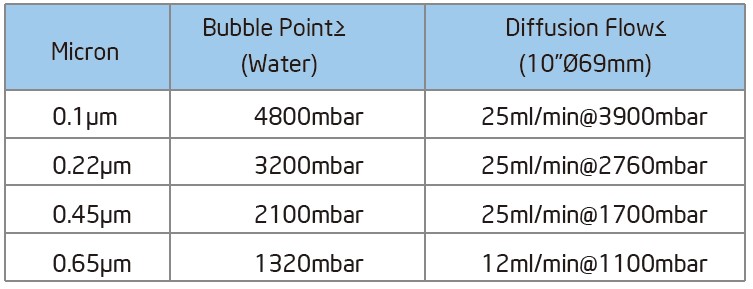 Micron
Bubble Point≥
(Water)
Diffusion Flow≤
(10"Ø69mm)
0.1µm 4800mbar 25ml/min@3900mbar
0.22µm 3200mbar 25ml/min@2760mbar
0.45µm 2100mbar 25ml/min@1700mbar
0.65µm 1320mbar 12ml/min@1100mbar